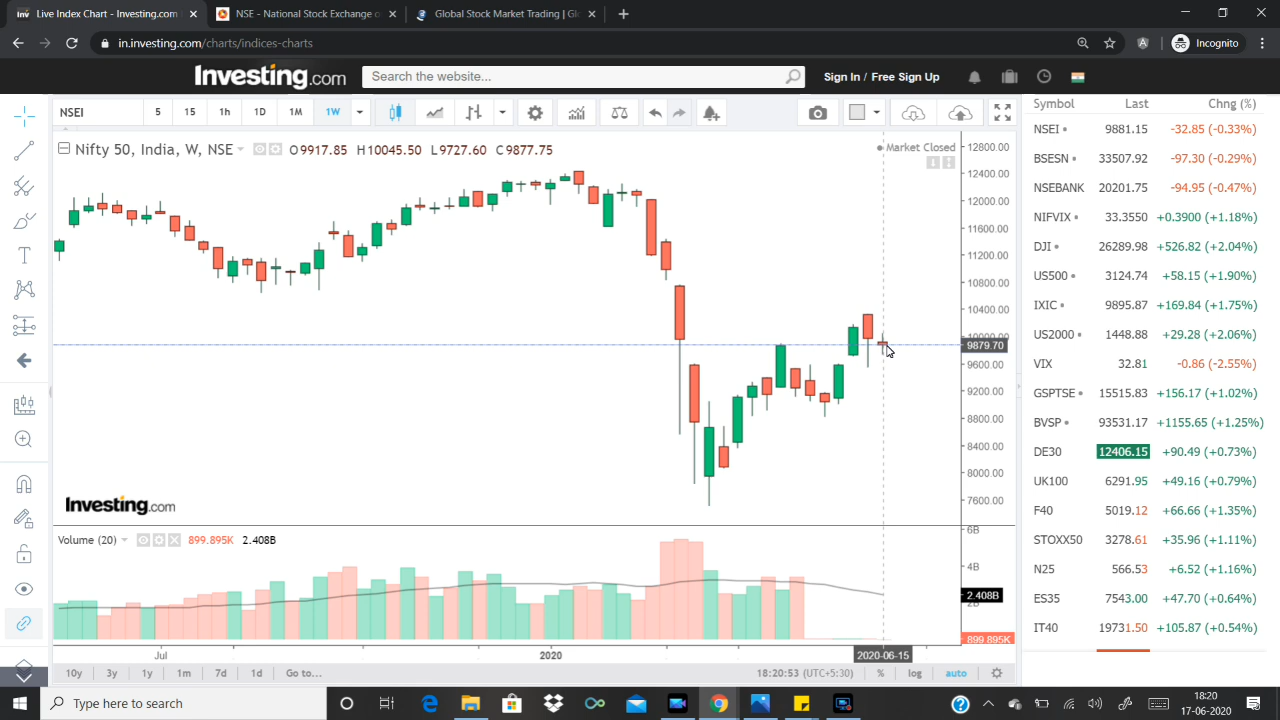 Live Index Chart - Investing.com
NSE - National Stock Exchange o
Global Stock Market Trading | Gl
in.investing.com/charts/indices-charts
Incognito
Investing.com
Search the website...
Sign In / Free Sign Up
NSEI
5 15 1h 1D 1M 1W
Nifty 50, India, W, NSE O9917.85 H10045.50 L9727.60 C9877.75
Market Closed
12800.00
12400.00
12000.00
11600.00
11200.00
10800.00
10400.00
10000.00
9879.70
9600.00
9200.00
8800.00
8400.00
8000.00
7600.00
Investing.com
Volume (20) 899.895K 2.408B
6B
4B
2.408B
2B
899.895K
Jul 2020 2020-06-15
10y 3y 1y m 7d 1d Go to... 18:20:53 (UTC+5:30) % log auto
Symbol Last Chng (%)
NSEI 9881.15 -32.85 (-0.33%)
BSESN 33507.92 -97.30 (-0.29%)
NSEBANK 20201.75 -94.95 (-0.47%)
NIFVIX 33.3550 +0.3900 (+1.18%)
DJI 26289.98 +526.82 (+2.04%)
US500 3124.74 +58.15 (+1.90%)
IXIC 9895.87 +169.84 (+1.75%)
US2000 1448.88 +29.28 (+2.06%)
VIX 32.81 -0.86 (-2.55%)
GSPTSE 15515.83 +156.17 (+1.02%)
BVSP 93531.17 +1155.65 (+1.25%)
DE30 12406.15 +90.49 (+0.73%)
UK100 6291.95 +49.16 (+0.79%)
F40 5019.12 +66.66 (+1.35%)
STOXX50 3278.61 +35.96 (+1.11%)
N25 566.53 +6.52 (+1.16%)
ES35 7543.00 +47.70 (+0.64%)
IT40 19731.50 +105.87 (+0.54%)
Type here to search
18:20
17-06-2020